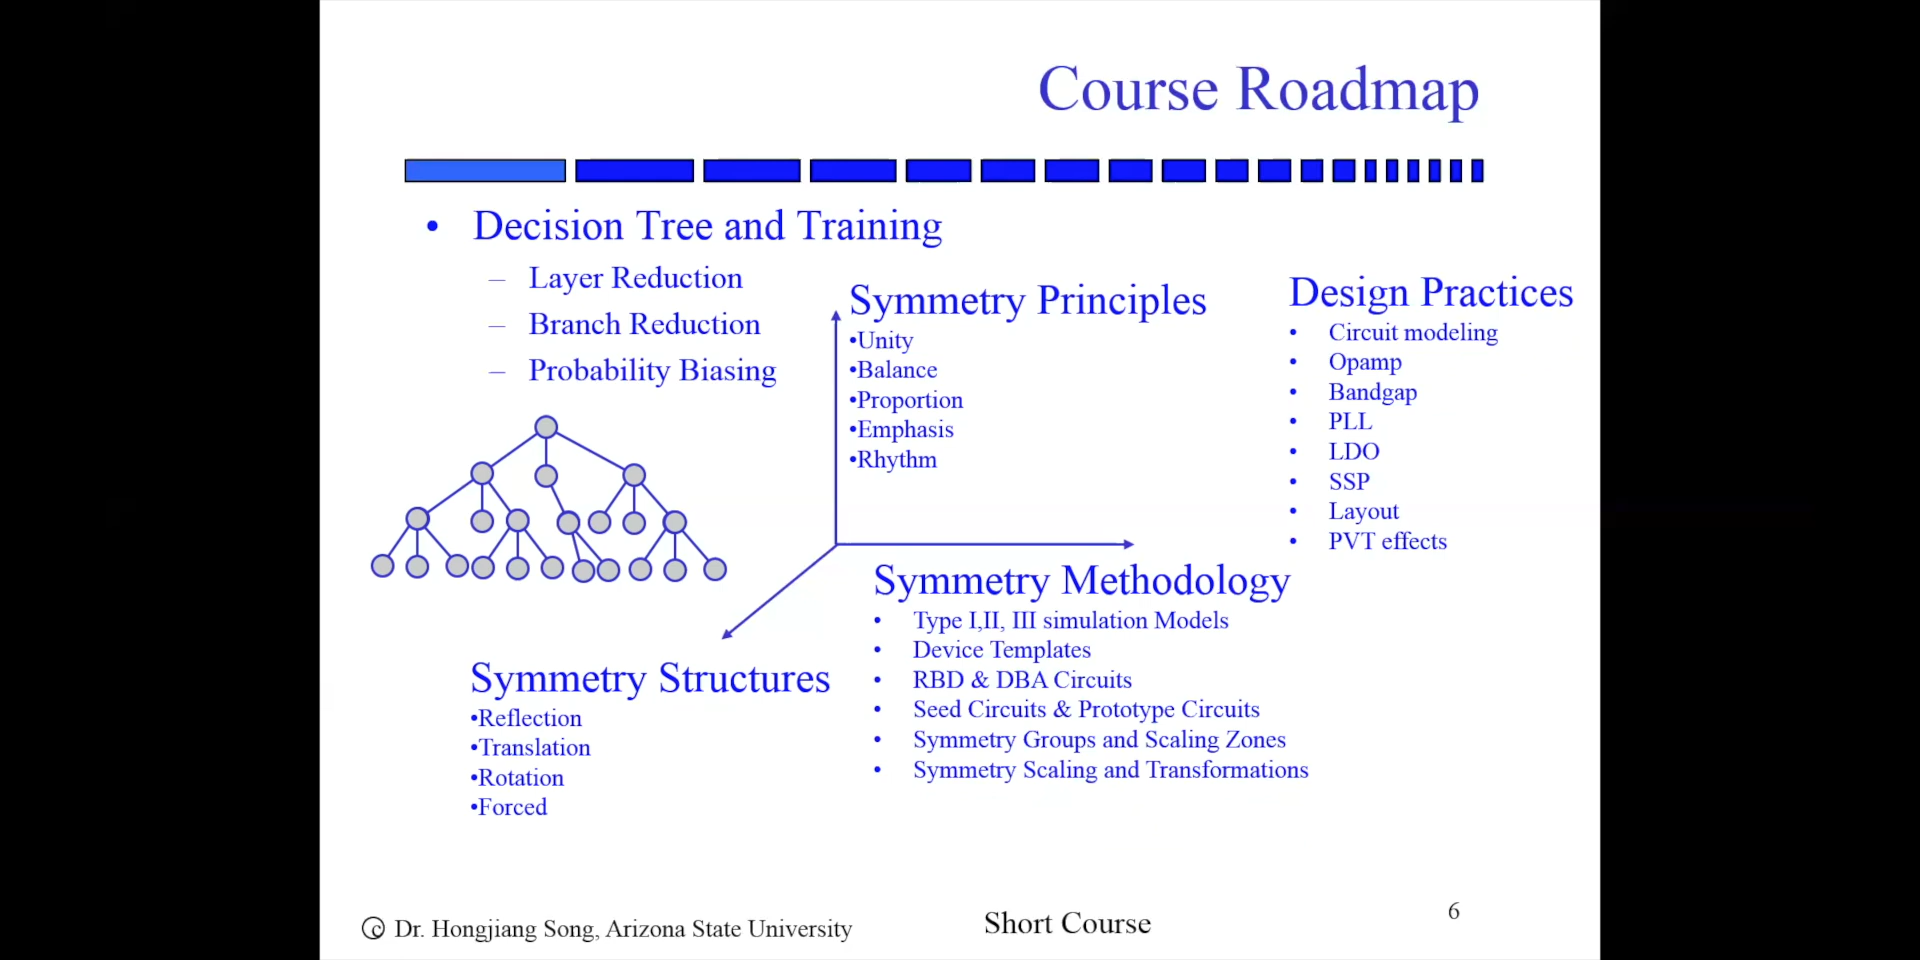 Course Roadmap
• Decision Tree and Training
– Layer Reduction
– Branch Reduction
– Probability Biasing
Symmetry Principles
•Unity
•Balance
•Proportion
•Emphasis
•Rhythm
Design Practices
• Circuit modeling
• Opamp
• Bandgap
• PLL
• LDO
• SSP
• Layout
• PVT effects
Symmetry Methodology
• Type I,II, III simulation Models
• Device Templates
• RBD & DBA Circuits
• Seed Circuits & Prototype Circuits
• Symmetry Groups and Scaling Zones
• Symmetry Scaling and Transformations
Symmetry Structures
•Reflection
•Translation
•Rotation
•Forced
© Dr. Hongjiang Song, Arizona State University
Short Course
6